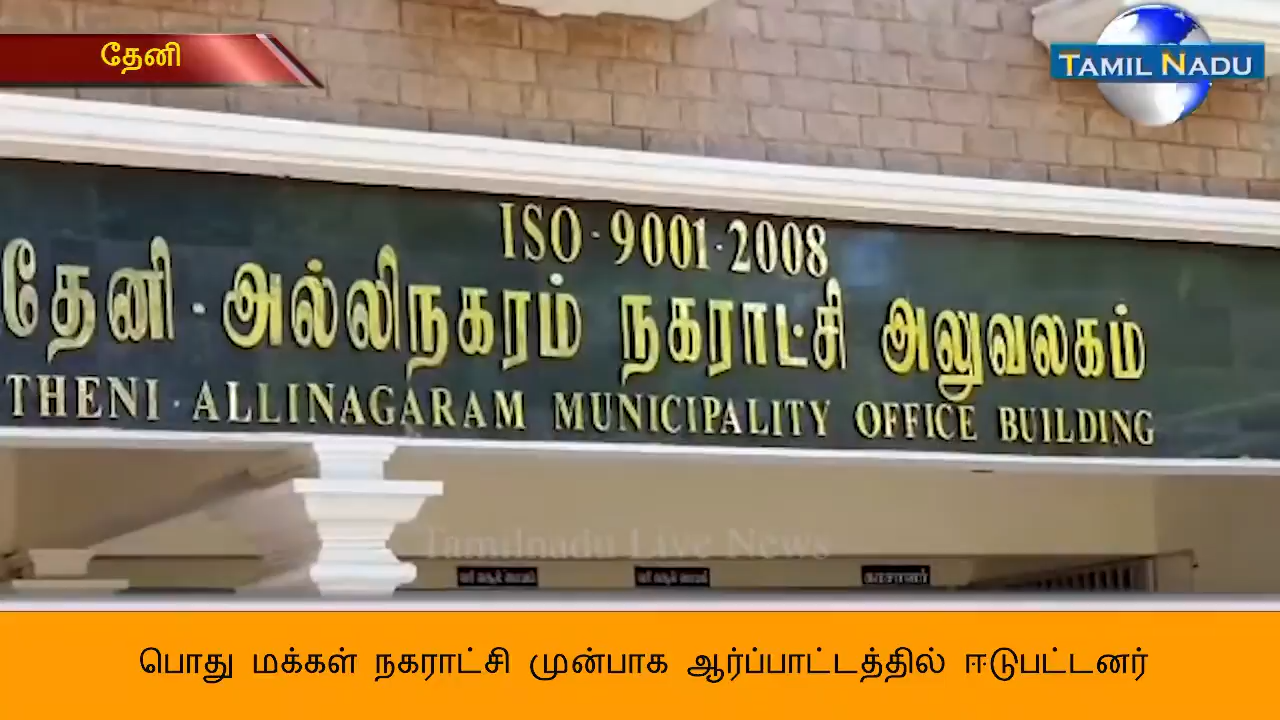 தேனி
TAMIL NADU
ISO-9001-2008
தேனி-அல்லிநகரம் நகராட்சி அலுவலகம்
THENI-ALLINAGARAM MUNICIPALITY OFFICE BUILDING
Tamilnadu Live News
பொது மக்கள் நகராட்சி முன்பாக ஆர்ப்பாட்டத்தில் ஈடுபட்டனர்